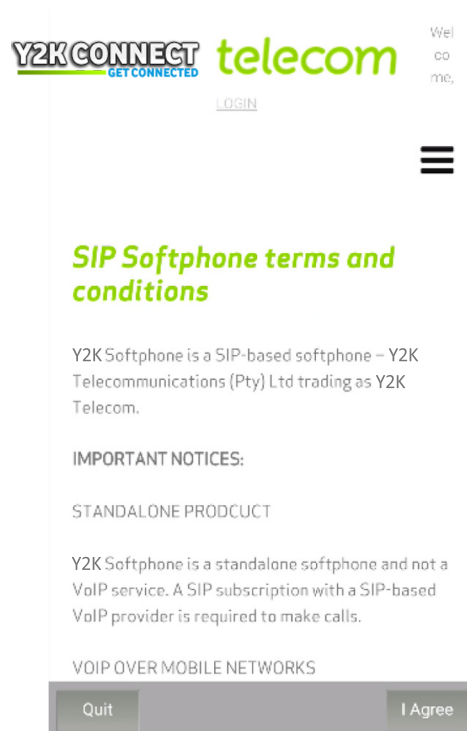 Y2K CONNECT
GET CONNECTED
telecom
Wel
co
me,
LOGIN
SIP Softphone terms and
conditions
Y2K Softphone is a SIP-based softphone – Y2K
Telecommunications (Pty) Ltd trading as Y2K
Telecom.
IMPORTANT NOTICES:
STANDALONE PRODCUCT
Y2K Softphone is a standalone softphone and not a
VoIP service. A SIP subscription with a SIP-based
VoIP provider is required to make calls.
VOIP OVER MOBILE NETWORKS
Quit
I Agree